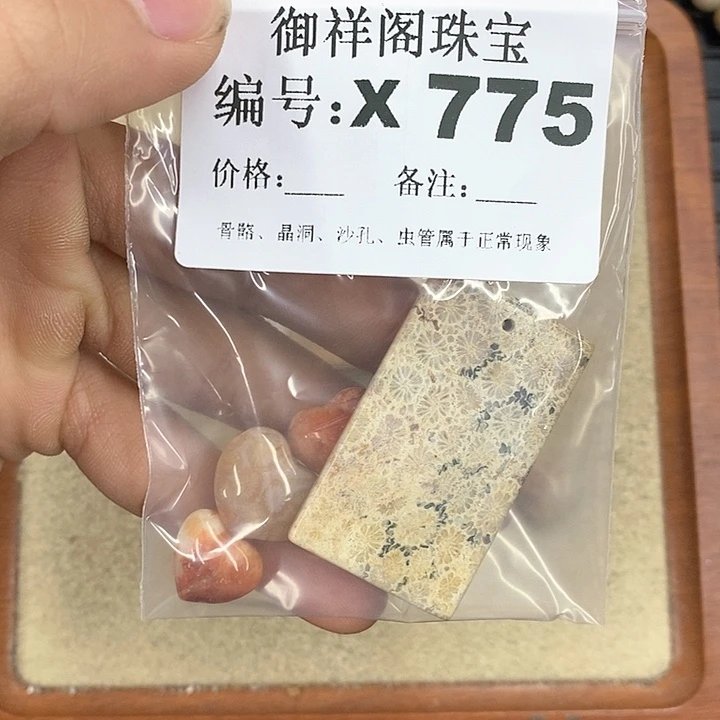 御祥阁珠宝
编号:X 775
价格:____ 备注:____
骨骼、晶洞、沙孔、虫管属于正常现象